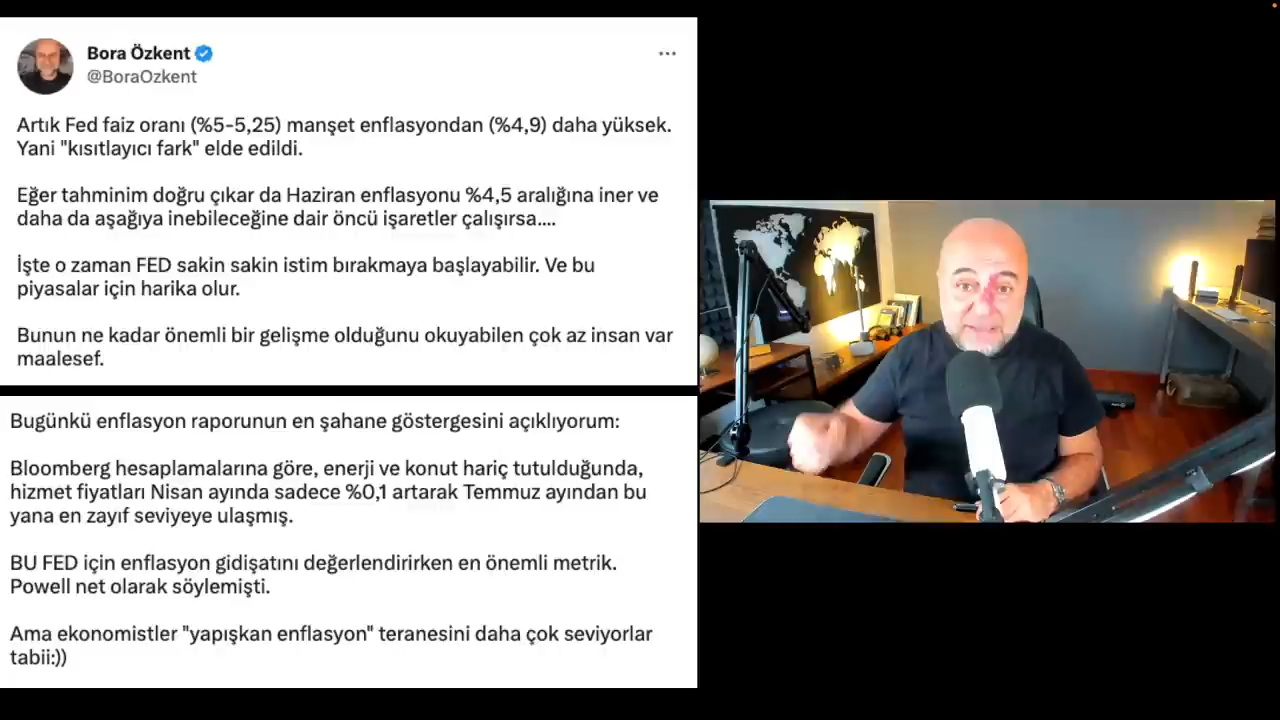 Bora Özkent
@BoraOzkent
Artık Fed faiz oranı (%5-5,25) manşet enflasyondan (%4,9) daha yüksek.
Yani "kısıtlayıcı fark" elde edildi.
Eğer tahminim doğru çıkar da Haziran enflasyonu %4,5 aralığına iner ve
daha da aşağıya inebileceğine dair öncü işaretler çalışırsa....
İşte o zaman FED sakin sakin istim bırakmaya başlayabilir. Ve bu
piyasalar için harika olur.
Bunun ne kadar önemli bir gelişme olduğunu okuyabilen çok az insan var
maalesef.
Bugünkü enflasyon raporunun en şahane göstergesini açıklıyorum:
Bloomberg hesaplamalarına göre, enerji ve konut hariç tutulduğunda,
hizmet fiyatları Nisan ayında sadece %0,1 artarak Temmuz ayından bu
yana en zayıf seviyeye ulaşmış.
BU FED için enflasyon gidişatını değerlendirirken en önemli metrik.
Powell net olarak söylemişti.
Ama ekonomistler "yapışkan enflasyon" teranesini daha çok seviyorlar
tabii:))